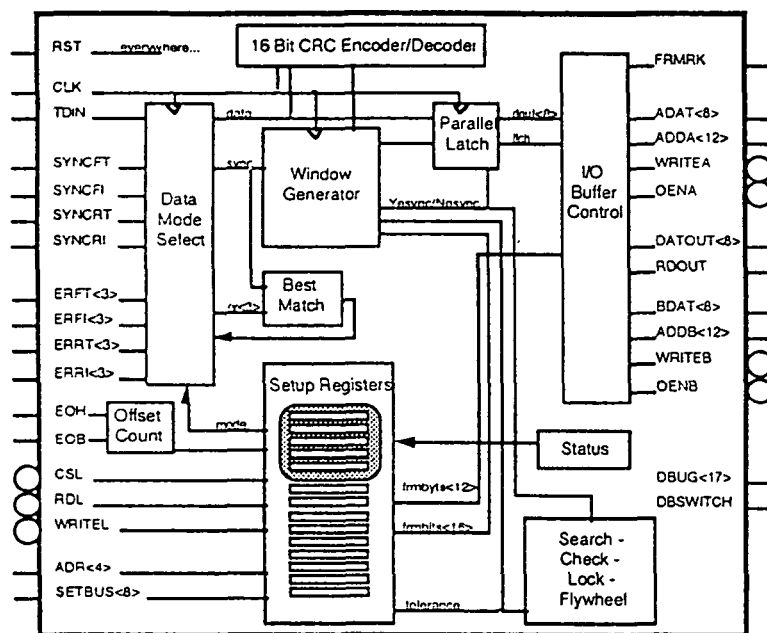 RST
everywhere...
16 Bit CRC Encoder/Decoder
FRMRK
CLK
TDIN
data
Parallel
Latch
dout<8>
ltch
ADAT<8>
ADDA<12>
WRITEA
OENA
SYNCFT
SYNCFI
SYNCRT
SYNCRI
sync
Data
Mode
Select
Window
Generator
Ynsync/Nnsync
I/O
Buffer
Control
DATOUT<8>
RDOUT
BDAT<8>
ADDB<12>
WRITEB
OENB
ERFT<3>
ERFI<3>
ERRT<3>
ERRI<3>
Best
Match
Setup Registers
EOH
ECB
Offset
Count
mode
Status
CSL
RDL
WRITEL
frmbyts<12>
frmbits<16>
DBUG<17>
DBSWITCH
ADR<4>
SETBUS<8>
tolerance
Search -
Check -
Lock -
Flywheel